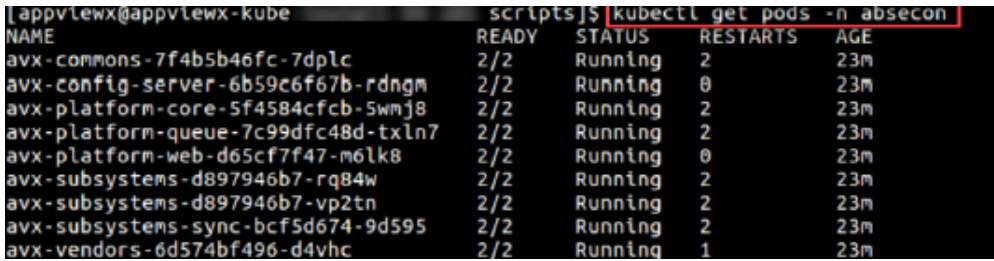 [appviewx@appviewx-kube scripts]$ kubectl get pods -n absecon
NAME READY STATUS RESTARTS AGE
avx-commons-7f4b5b46fc-7dplc 2/2 Running 2 23m
avx-config-server-6b59c6f67b-rdngm 2/2 Running 0 23m
avx-platform-core-5f4584cfcb-5wmj8 2/2 Running 2 23m
avx-platform-queue-7c99dfc48d-txln7 2/2 Running 2 23m
avx-platform-web-d65cf7f47-m6lk8 2/2 Running 0 23m
avx-subsystems-d897946b7-rq84w 2/2 Running 2 23m
avx-subsystems-d897946b7-vp2tn 2/2 Running 2 23m
avx-subsystems-sync-bcf5d674-9d595 2/2 Running 2 23m
avx-vendors-6d574bf496-d4vhc 2/2 Running 1 23m